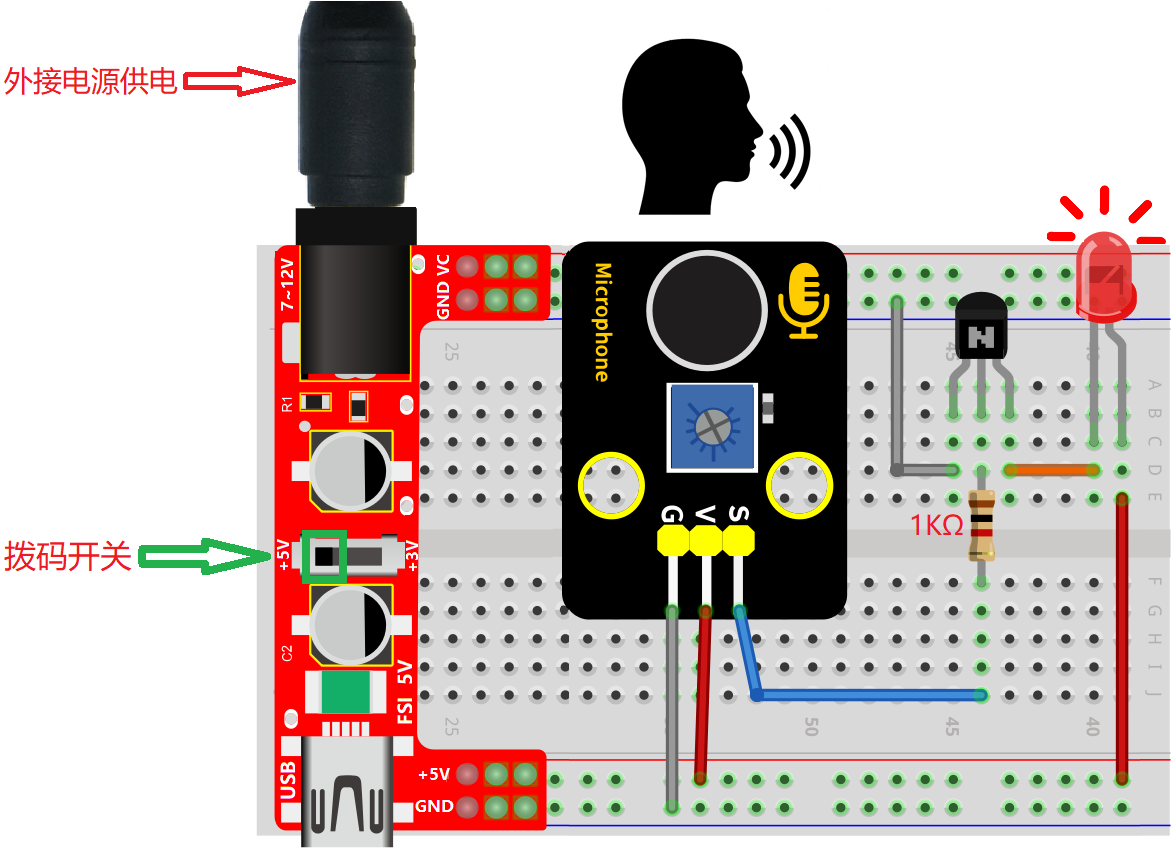 外接电源供电
7~12V
GND VC
R1
拨码开关
+5V
+3V
C2
FSI 5V
USB
+5V
GND
Microphone
G V S
1KΩ
N
25
45
40
A
B
C
D
E
F
G
H
I
J
25
50
45
40